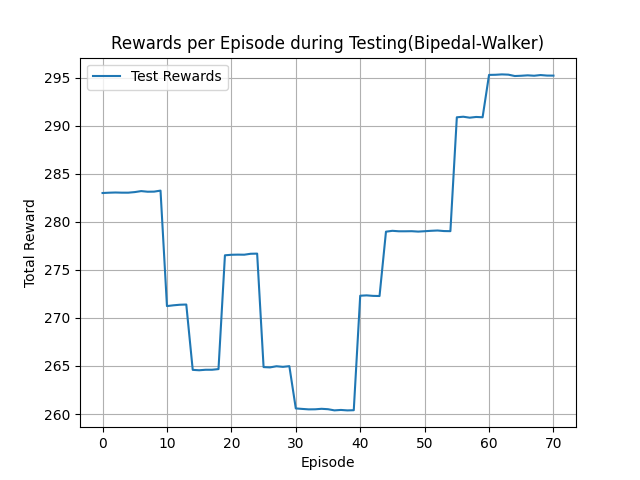 Rewards per Episode during Testing(Bipedal-Walker)
Test Rewards
Total Reward
295
290
285
280
275
270
265
260
0 10 20 30 40 50 60 70
Episode